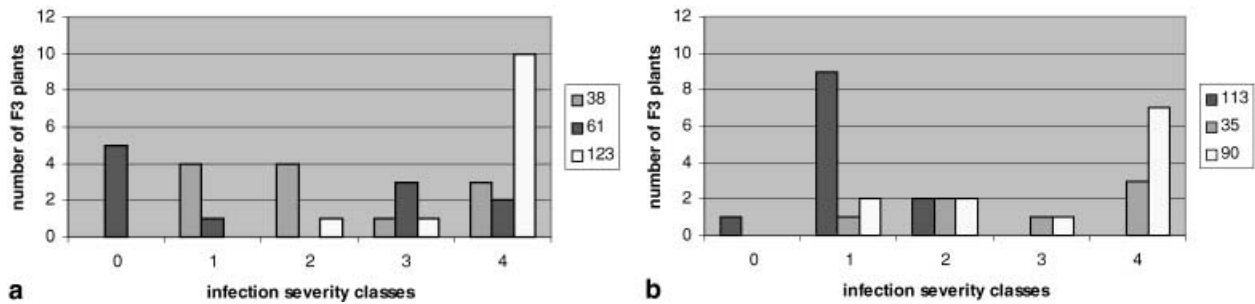 12
10
8
6
4
2
0
number of F3 plants
0 1 2 3 4
infection severity classes
38
61
123
a
12
10
8
6
4
2
0
number of F3 plants
0 1 2 3 4
infection severity classes
113
35
90
b